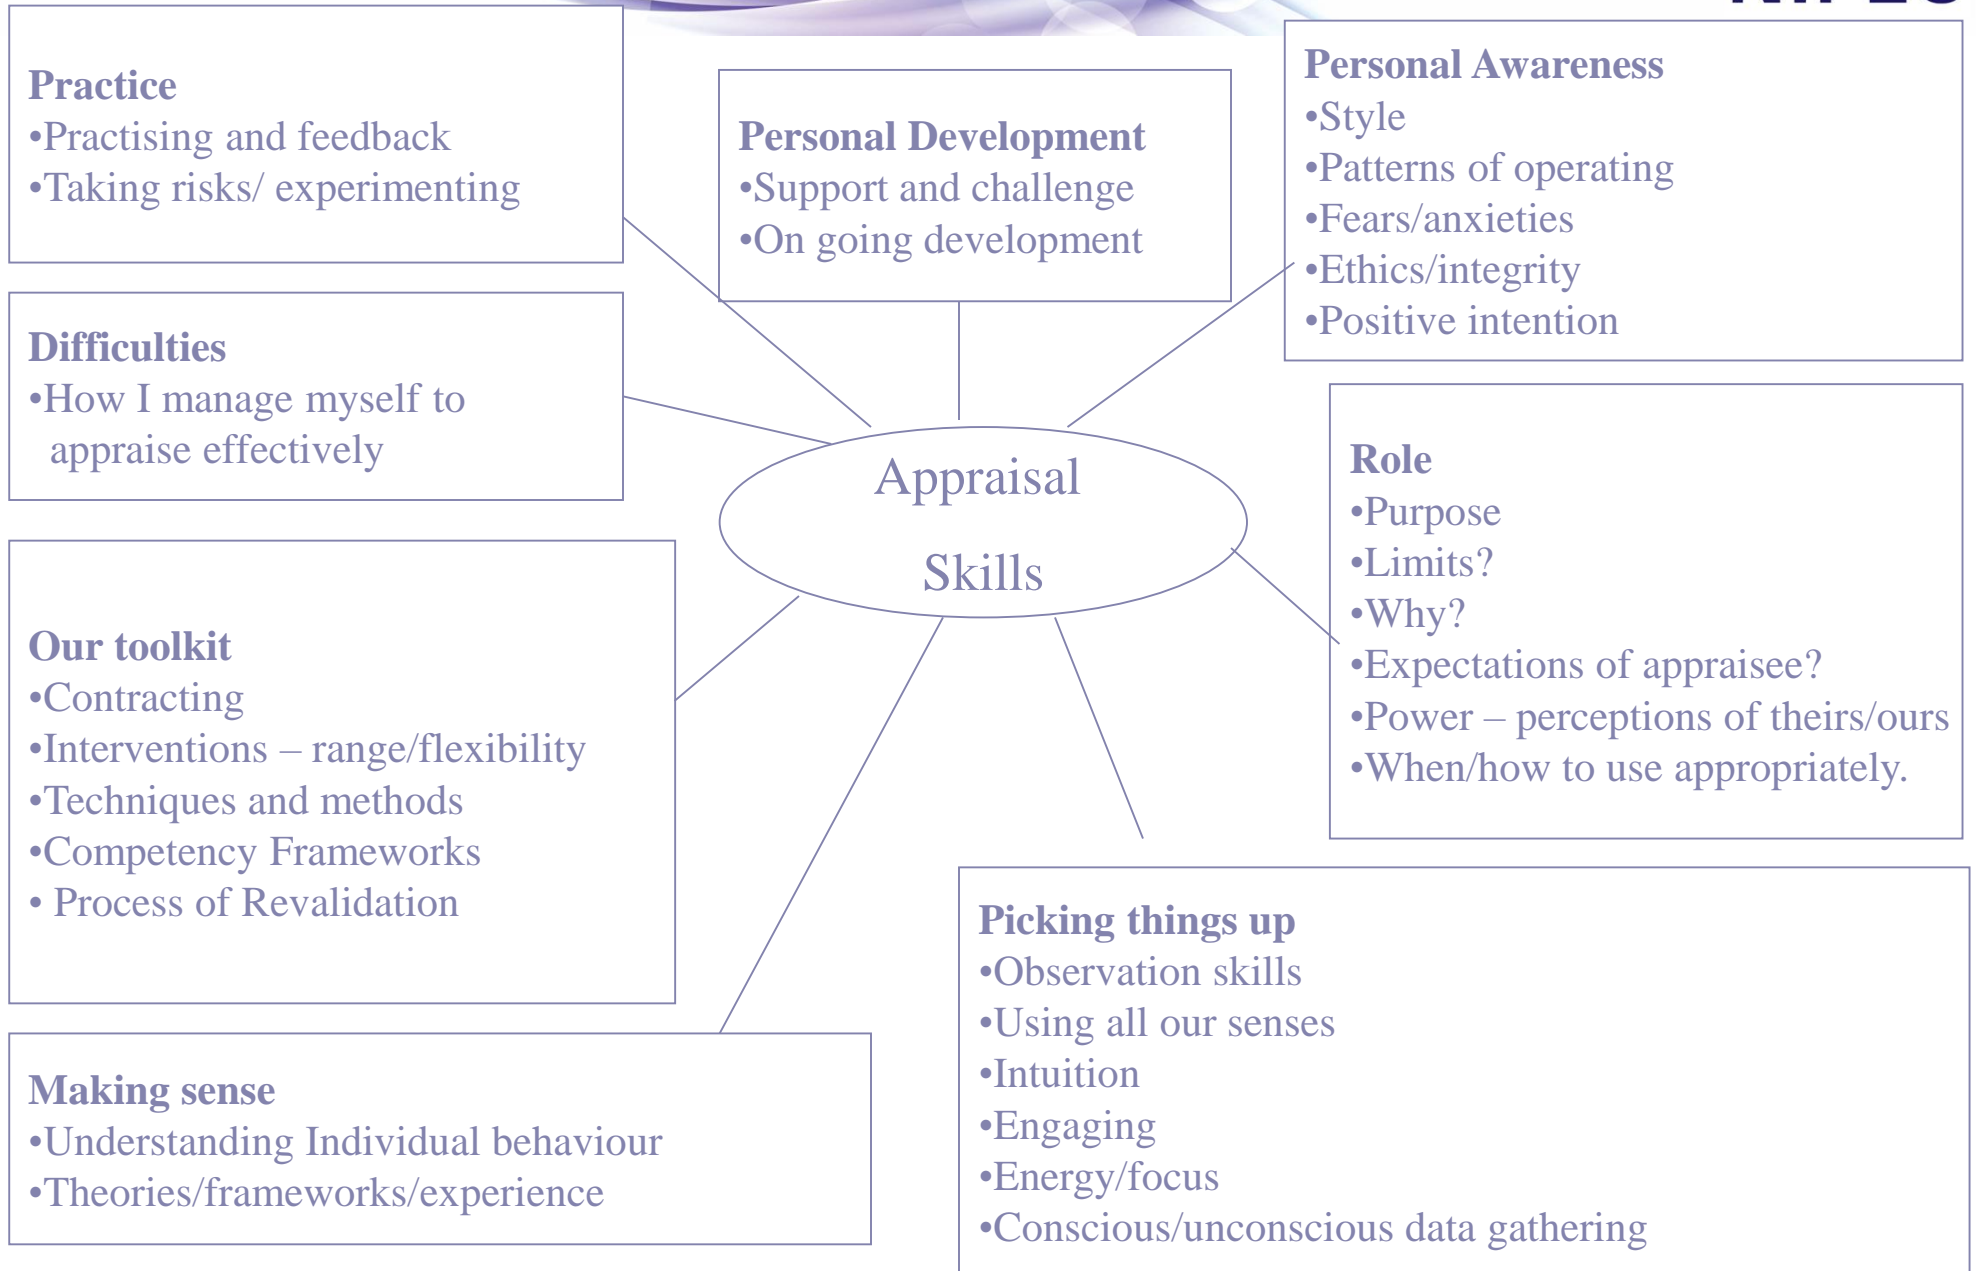 Practice
•Practising and feedback
•Taking risks/ experimenting
Personal Development
•Support and challenge
•On going development
Personal Awareness
•Style
•Patterns of operating
•Fears/anxieties
•Ethics/integrity
•Positive intention
Difficulties
•How I manage myself to
appraise effectively
Appraisal
Skills
Role
•Purpose
•Limits?
•Why?
•Expectations of appraisee?
•Power – perceptions of theirs/ours
•When/how to use appropriately.
Our toolkit
•Contracting
•Interventions – range/flexibility
•Techniques and methods
•Competency Frameworks
• Process of Revalidation
Making sense
•Understanding Individual behaviour
•Theories/frameworks/experience
Picking things up
•Observation skills
•Using all our senses
•Intuition
•Engaging
•Energy/focus
•Conscious/unconscious data gathering